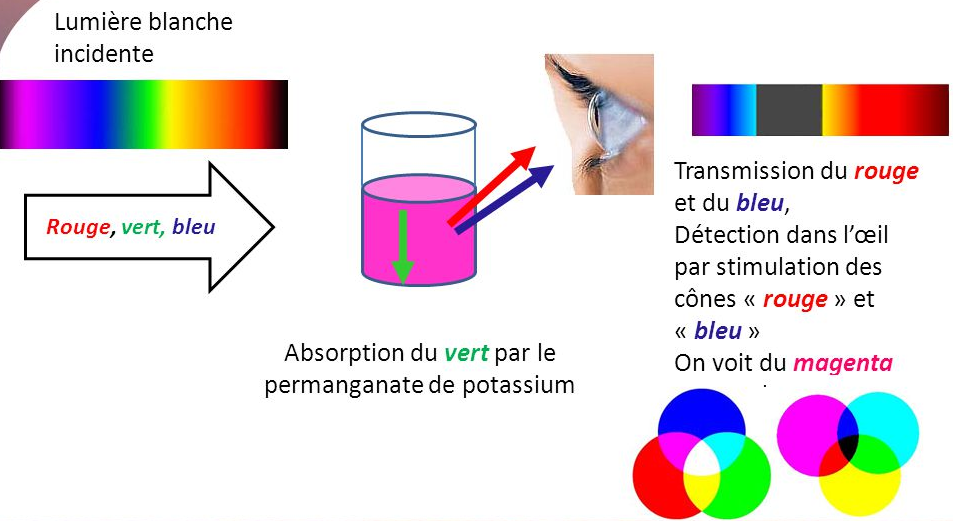 Lumière blanche
incidente
Rouge, vert, bleu
Absorption du vert par le
permanganate de potassium
Transmission du rouge
et du bleu,
Détection dans l'œil
par stimulation des
cônes « rouge » et
« bleu »
On voit du magenta